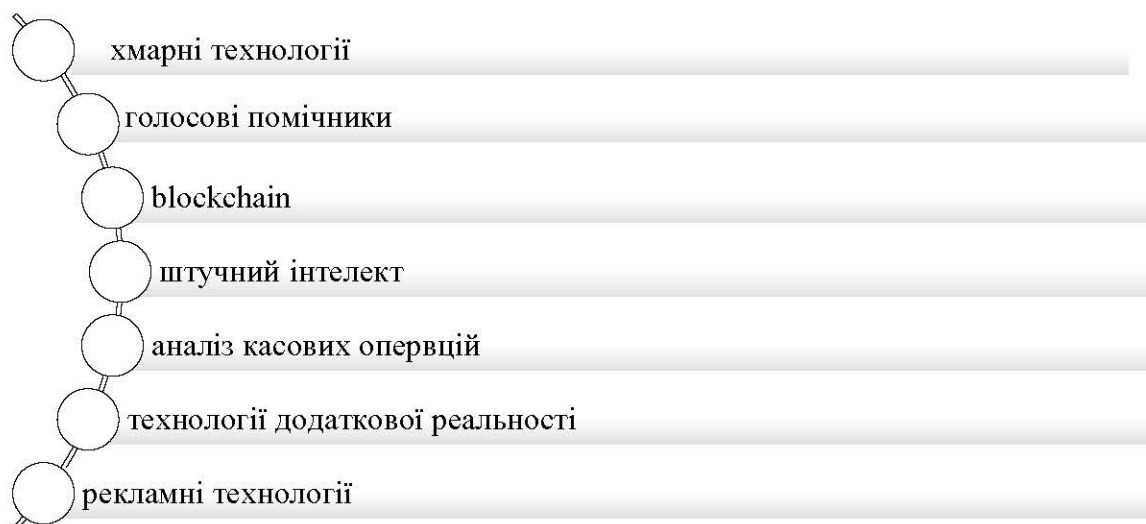 хмарні технології
голосові помічники
blockchain
штучний інтелект
аналіз касових опервцій
технології додаткової реальності
рекламні технології